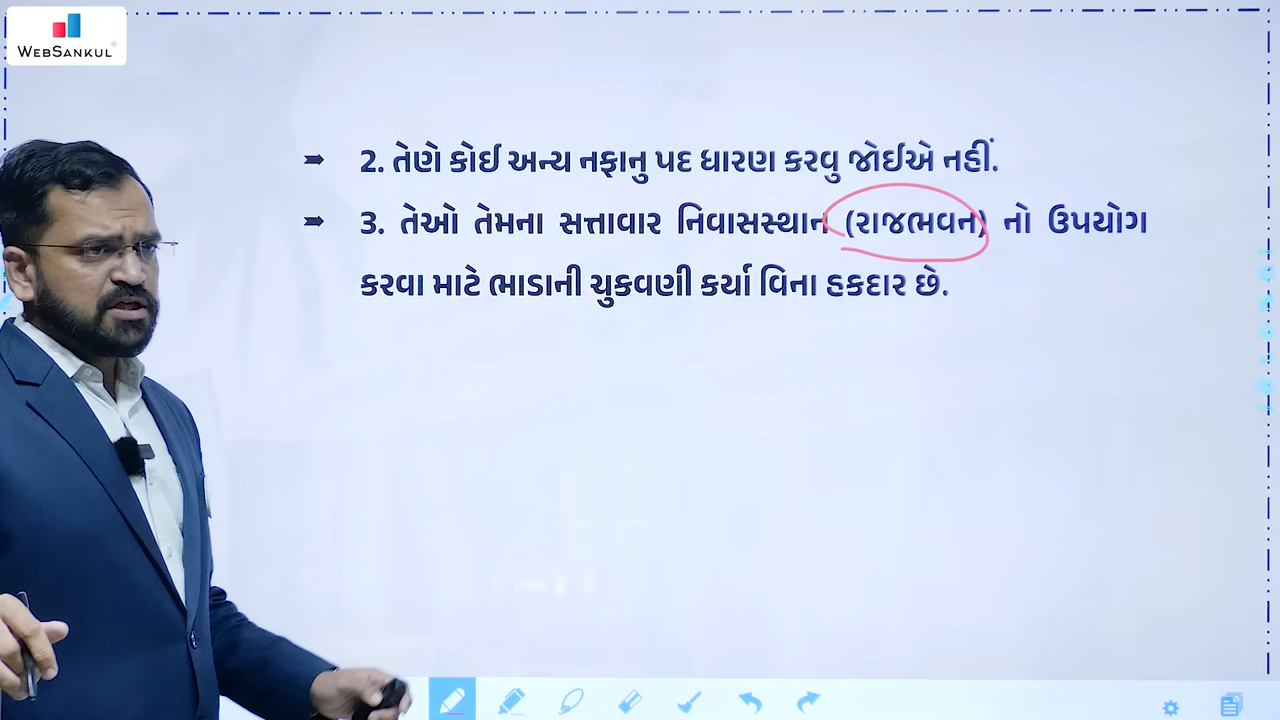 WEBSANKUL
2. તેણે કોઈ અન્ય નફાનુ પદ ધારણ કરવુ જોઈએ નહીં.
3. તેઓ તેમના સત્તાવાર નિવાસસ્થાન (રાજભવન) નો ઉપયોગ
કરવા માટે ભાડાની ચુકવણી કર્યા વિના હકદાર છે.